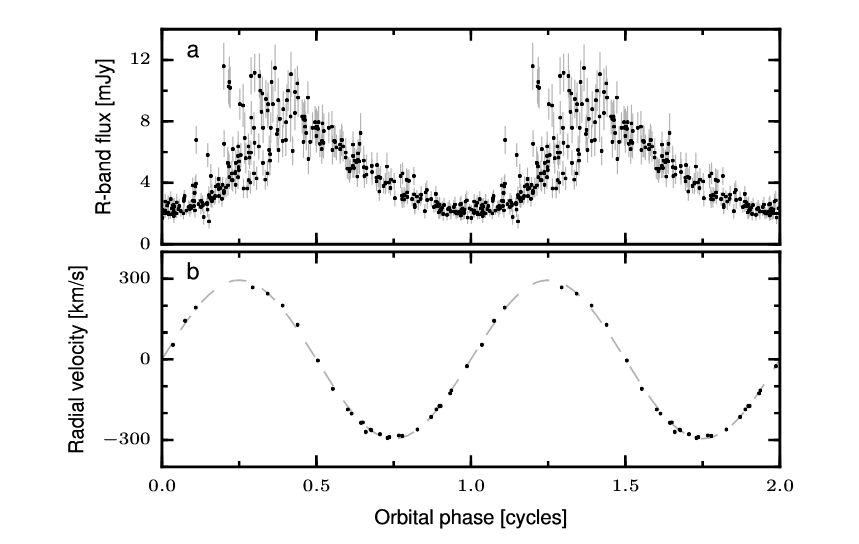 a
R-band flux [mJy]
12
8
4
0
b
Radial velocity [km/s]
300
0
−300
0.0 0.5 1.0 1.5 2.0
Orbital phase [cycles]